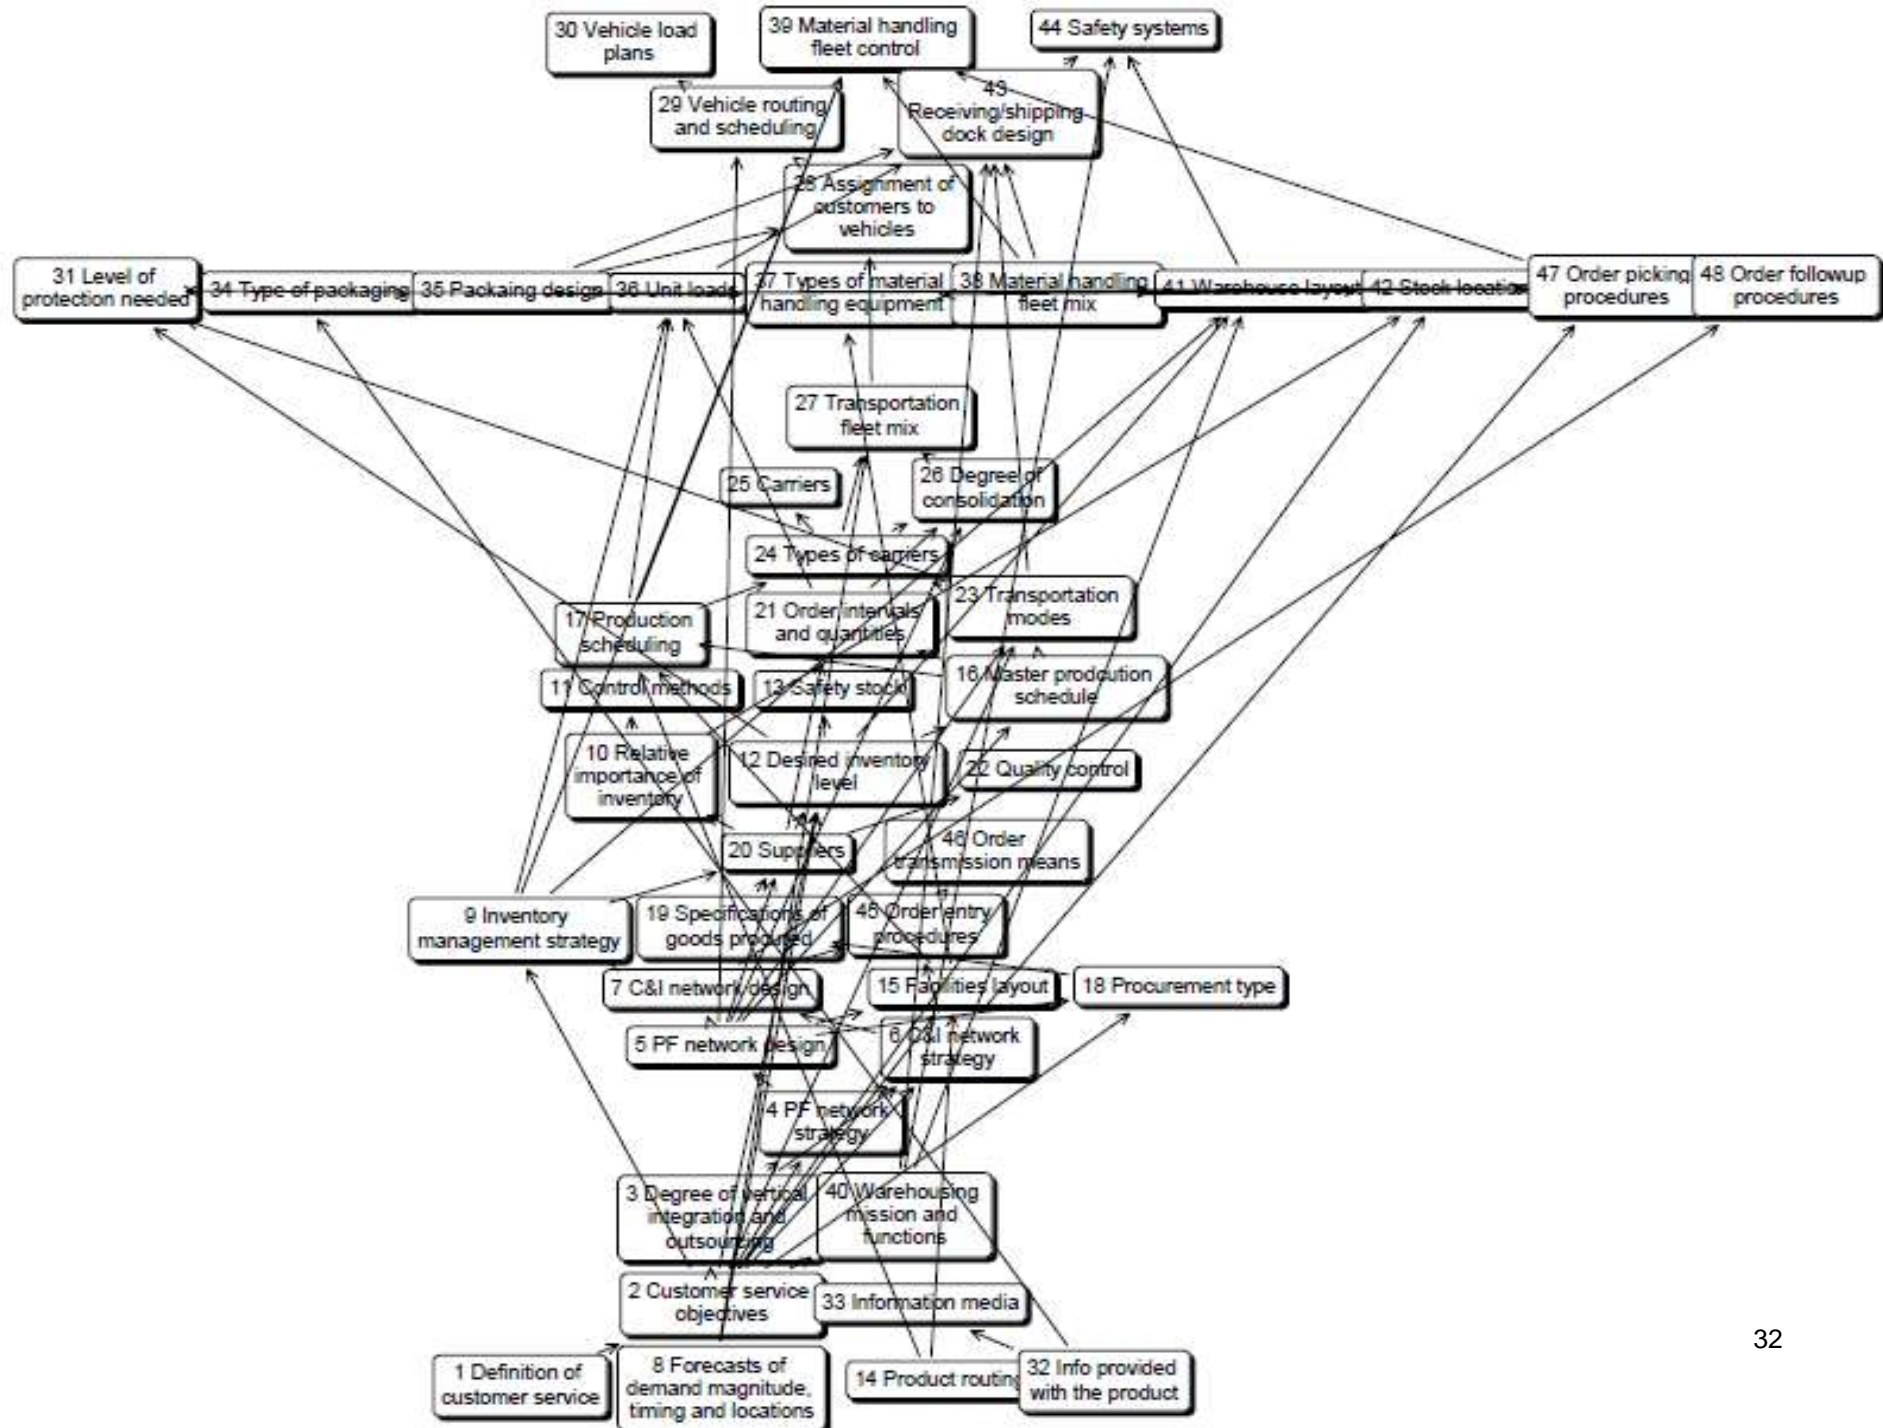 30 Vehicle load
plans
39 Material handling
fleet control
44 Safety systems
29 Vehicle routing
and scheduling
43
Receiving/shipping
dock design
28 Assignment of
customers to
vehicles
31 Level of
protection needed
34 Type of packaging
35 Packaing design
36 Unit loads
37 Types of material
handling equipment
38 Material handling
fleet mix
41 Warehouse layout
42 Stock location
47 Order picking
procedures
48 Order followup
procedures
27 Transportation
fleet mix
25 Carriers
26 Degree of
consolidation
24 Types of carriers
17 Production
scheduling
21 Order intervals
and quantities
23 Transportation
modes
11 Control methods
13 Safety stock
16 Master prodcution
schedule
10 Relative
importance of
inventory
12 Desired inventory
level
22 Quality control
20 Suppliers
46 Order
transmission means
9 Inventory
management strategy
19 Specifications of
goods procured
45 Order entry
procedures
7 C&I network design
15 Facilities layout
18 Procurement type
5 PF network design
6 C&I network
strategy
4 PF network
strategy
3 Degree of vertical
integration and
outsourcing
40 Warehousing
mission and
functions
2 Customer service
objectives
33 Information media
1 Definition of
customer service
8 Forecasts of
demand magnitude,
timing and locations
14 Product routing
32 Info provided
with the product
32